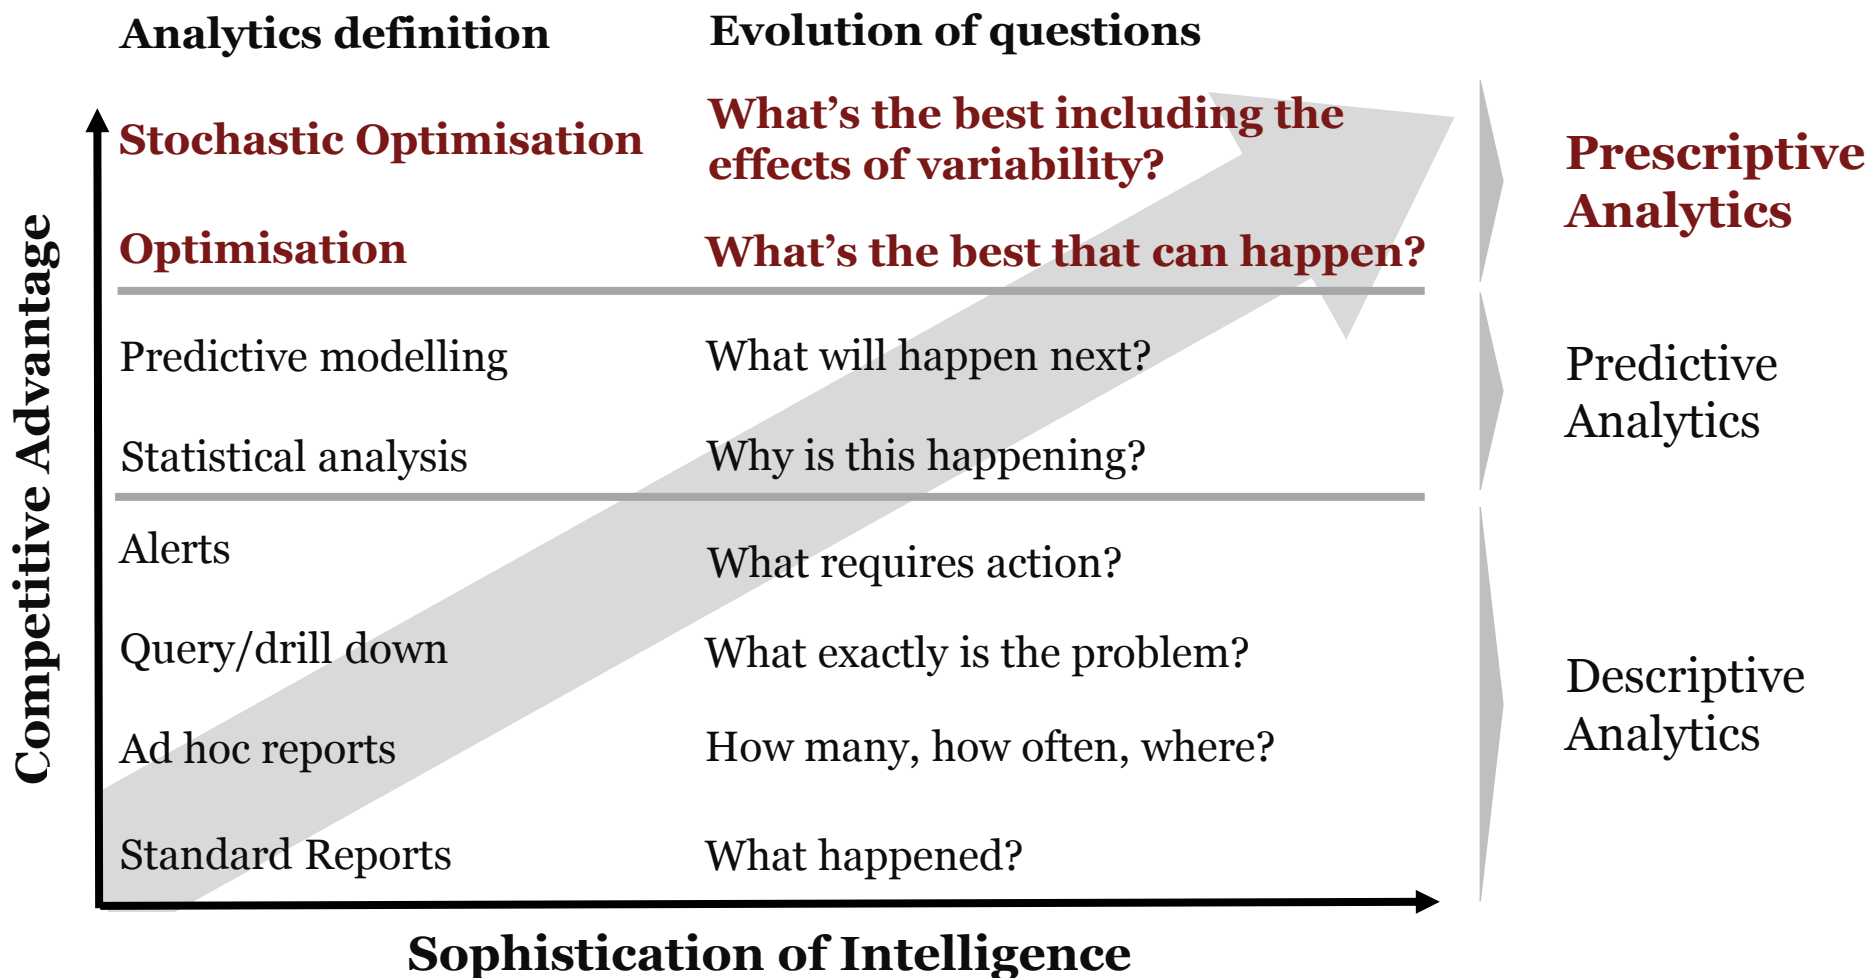 Analytics definition
Evolution of questions
Stochastic Optimisation
What’s the best including the
effects of variability?
Prescriptive
Analytics
Optimisation
What’s the best that can happen?
Predictive modelling
What will happen next?
Predictive
Analytics
Statistical analysis
Why is this happening?
Alerts
What requires action?
Query/drill down
What exactly is the problem?
Descriptive
Analytics
Ad hoc reports
How many, how often, where?
Standard Reports
What happened?
Competitive Advantage
Sophistication of Intelligence